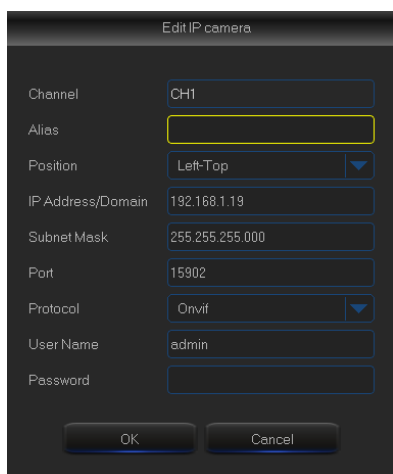 Edit IP camera
Channel CH1
Alias
Position Left-Top
IP Address/Domain 192.168.1.19
Subnet Mask 255.255.255.000
Port 15902
Protocol Onvif
User Name admin
Password
OK Cancel